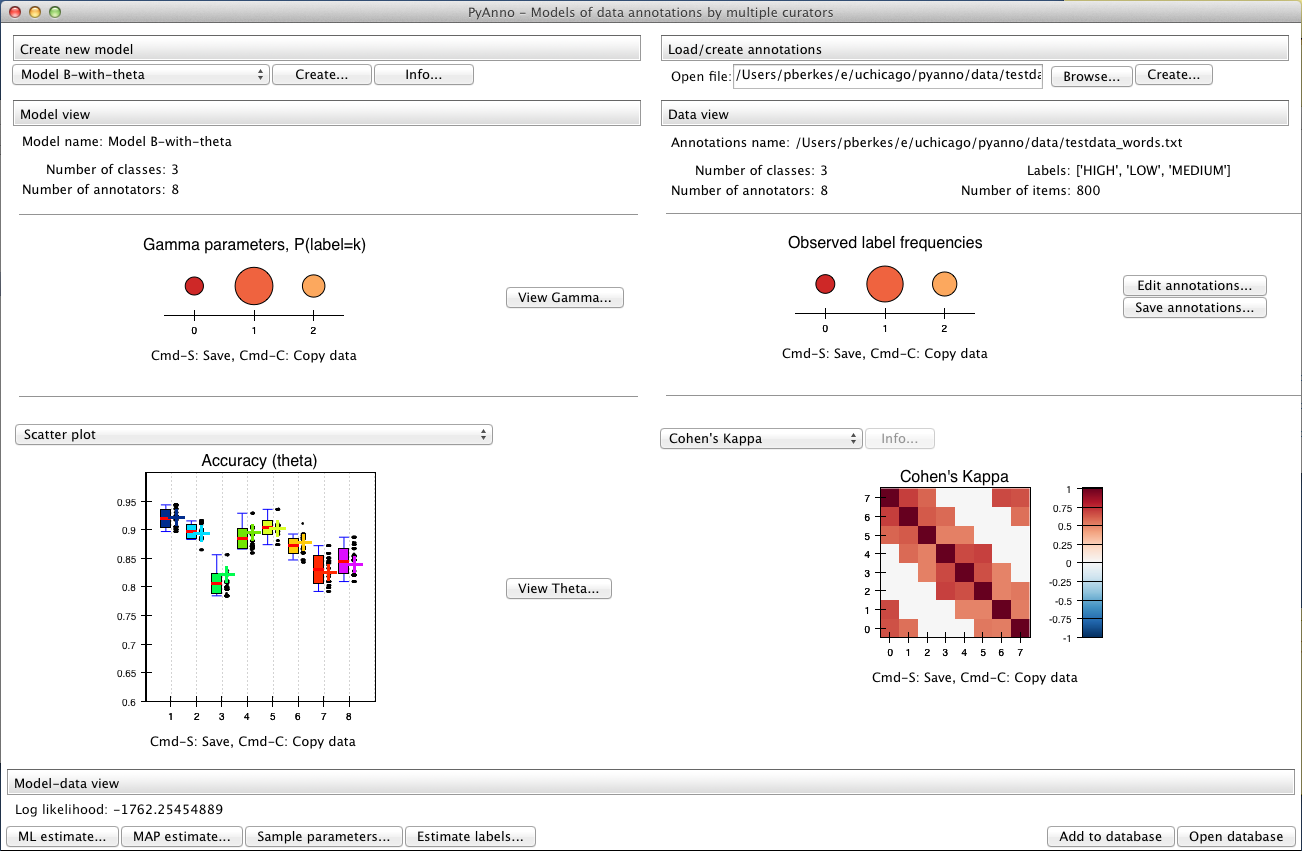 PyAnno - Models of data annotations by multiple curators
Create new model
Model B-with-theta
Create...
Info...
Model view
Model name: Model B-with-theta
Number of classes: 3
Number of annotators: 8
Gamma parameters, P(label=k)
0 1 2
Cmd-S: Save, Cmd-C: Copy data
View Gamma...
Scatter plot
Accuracy (theta)
0.95
0.9
0.85
0.8
0.75
0.7
0.65
0.6
1 2 3 4 5 6 7 8
Cmd-S: Save, Cmd-C: Copy data
View Theta...
Load/create annotations
Open file: /Users/pberkes/e/uchicago/pyanno/data/testda
Browse...
Create...
Data view
Annotations name: /Users/pberkes/e/uchicago/pyanno/data/testdata_words.txt
Number of classes: 3
Labels: ['HIGH', 'LOW', 'MEDIUM']
Number of annotators: 8
Number of items: 800
Observed label frequencies
0 1 2
Cmd-S: Save, Cmd-C: Copy data
Edit annotations...
Save annotations...
Cohen's Kappa
Info...
Cohen's Kappa
7
6
5
4
3
2
1
0
0 1 2 3 4 5 6 7
1
0.75
0.5
0.25
0
-0.25
-0.5
-0.75
-1
Cmd-S: Save, Cmd-C: Copy data
Model-data view
Log likelihood: -1762.25454889
ML estimate...
MAP estimate...
Sample parameters...
Estimate labels...
Add to database
Open database